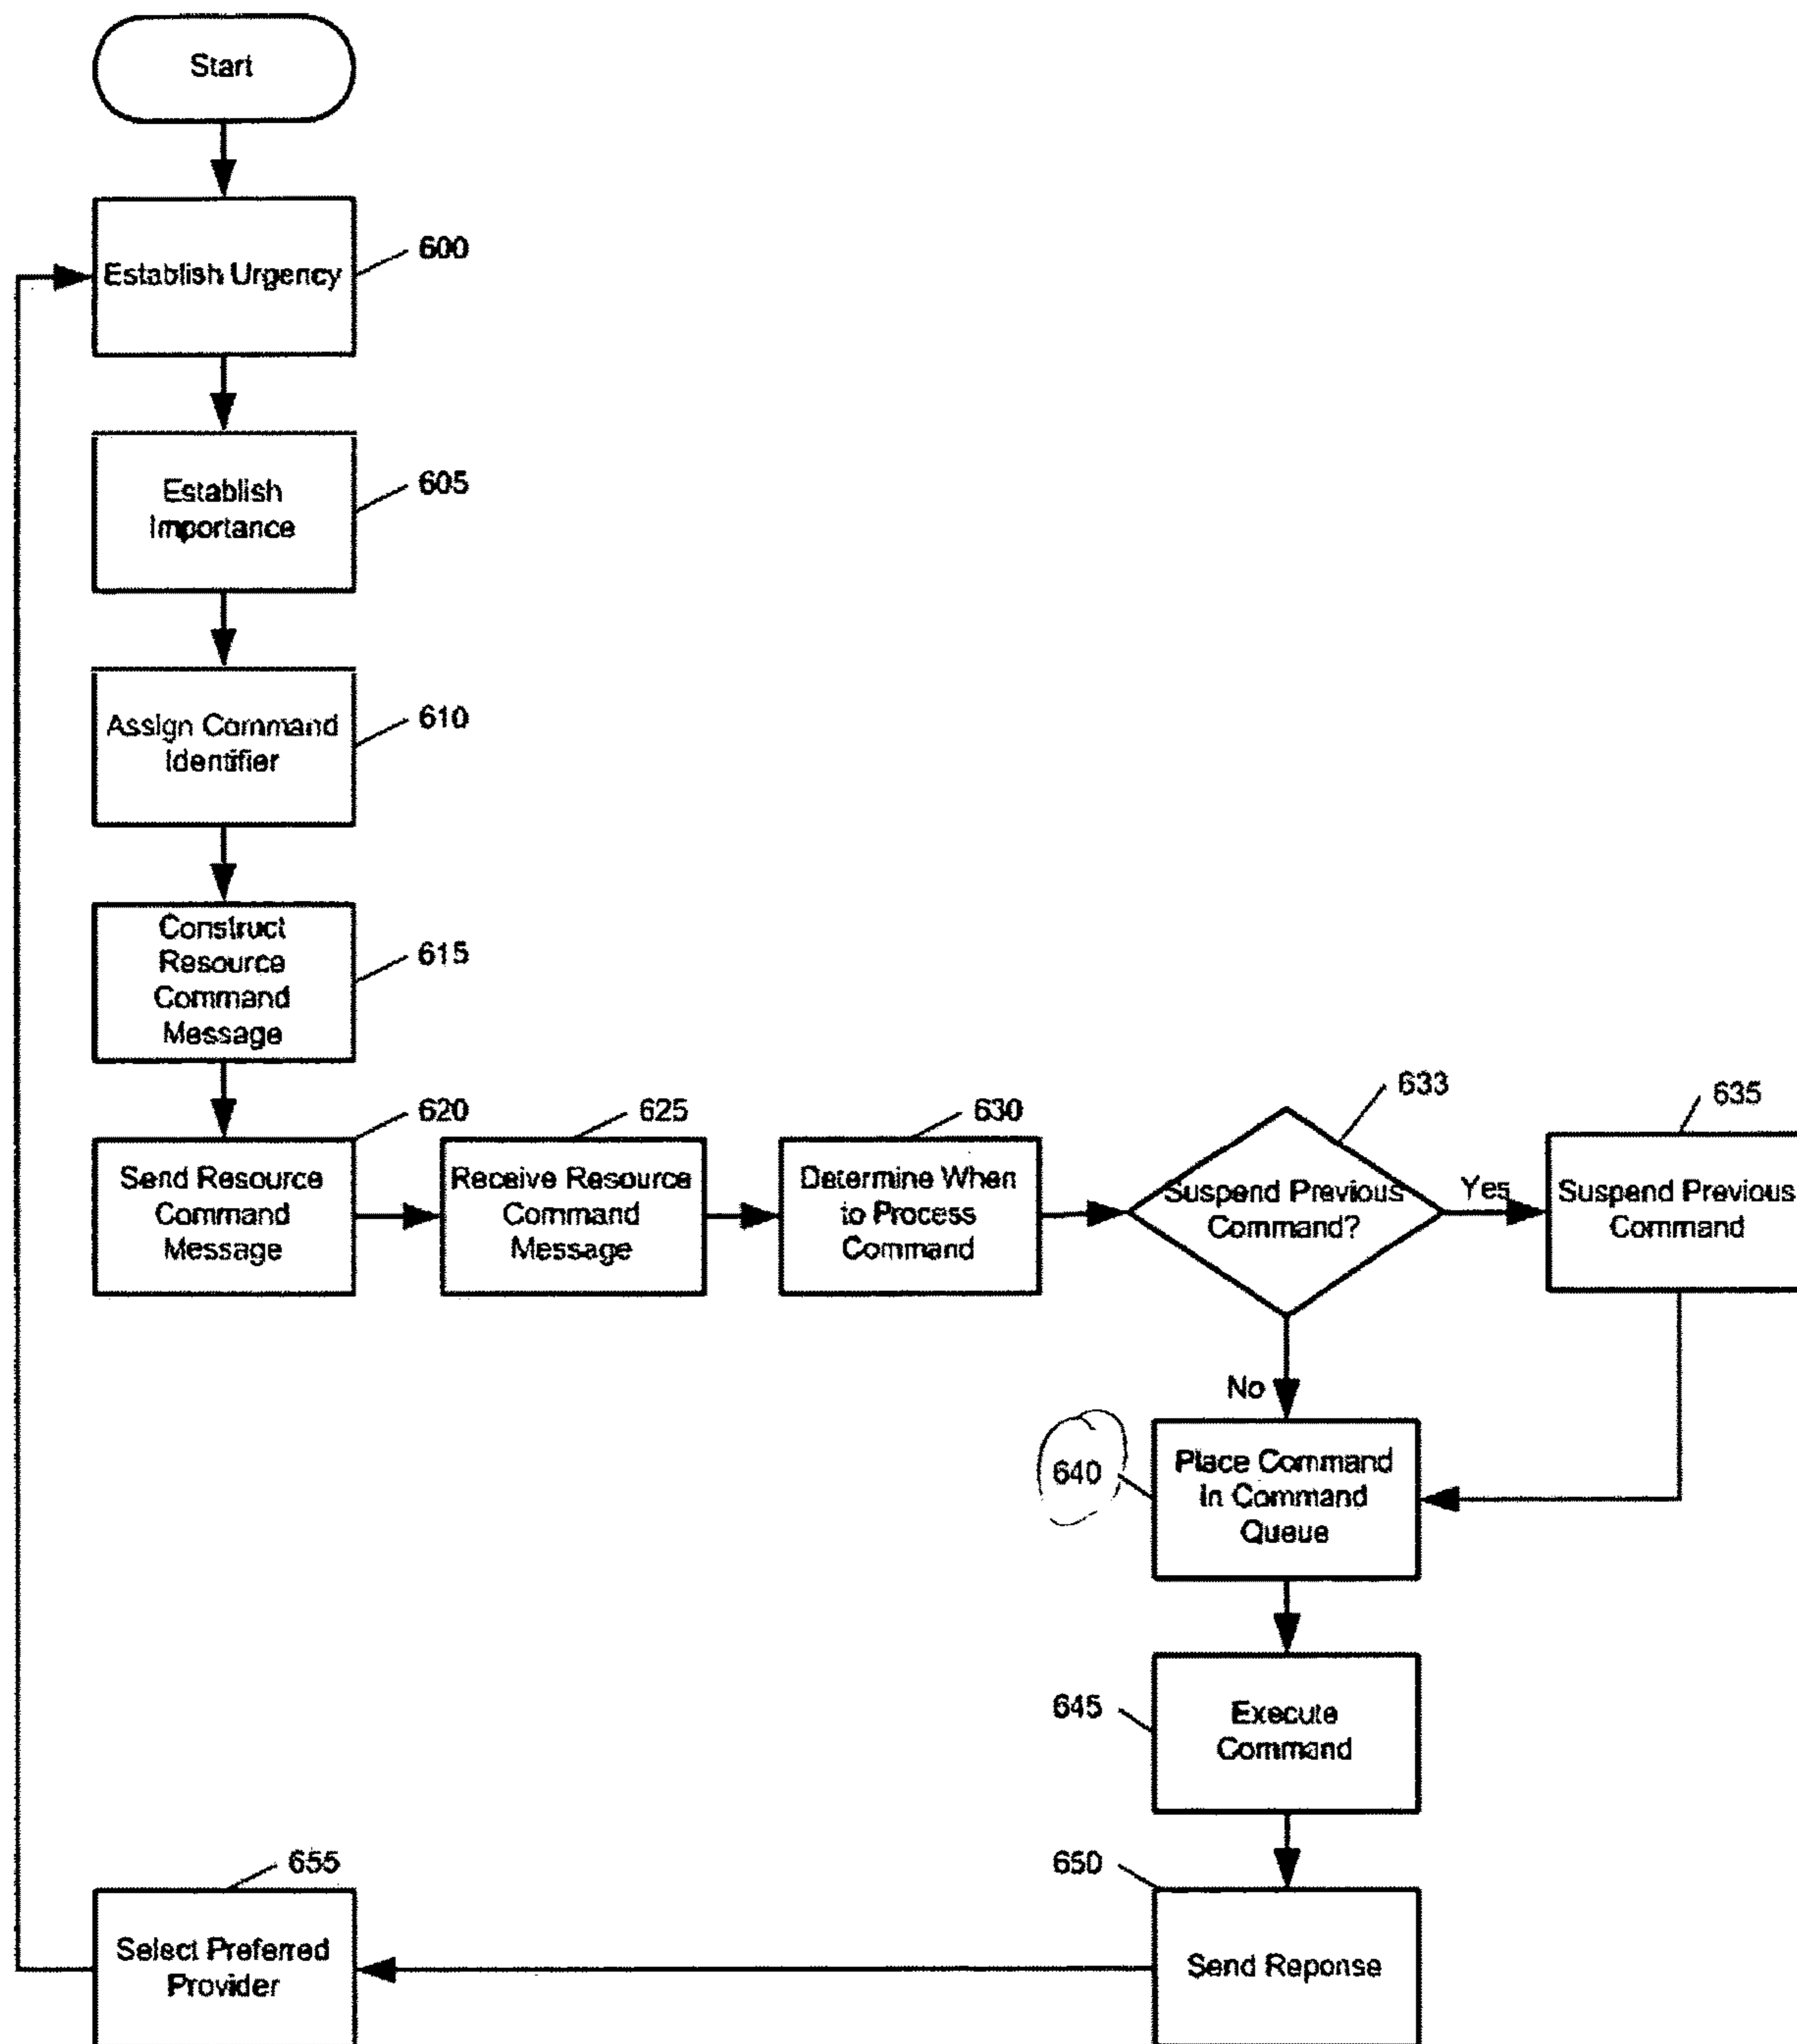 Start
Establish Urgency
600
Establish
Importance
605
Assign Command
Identifier
610
Construct
Resource
Command
Message
615
620
Send Resource
Command
Message
625
Receive Resource
Command
Message
630
Determine When
to Process
Command
633
Suspend Previous
Command?
Yes
635
Suspend Previous
Command
No
640
Place Command
In Command
Queue
645
Execute
Command
650
Send Reponse
655
Select Preferred
Provider